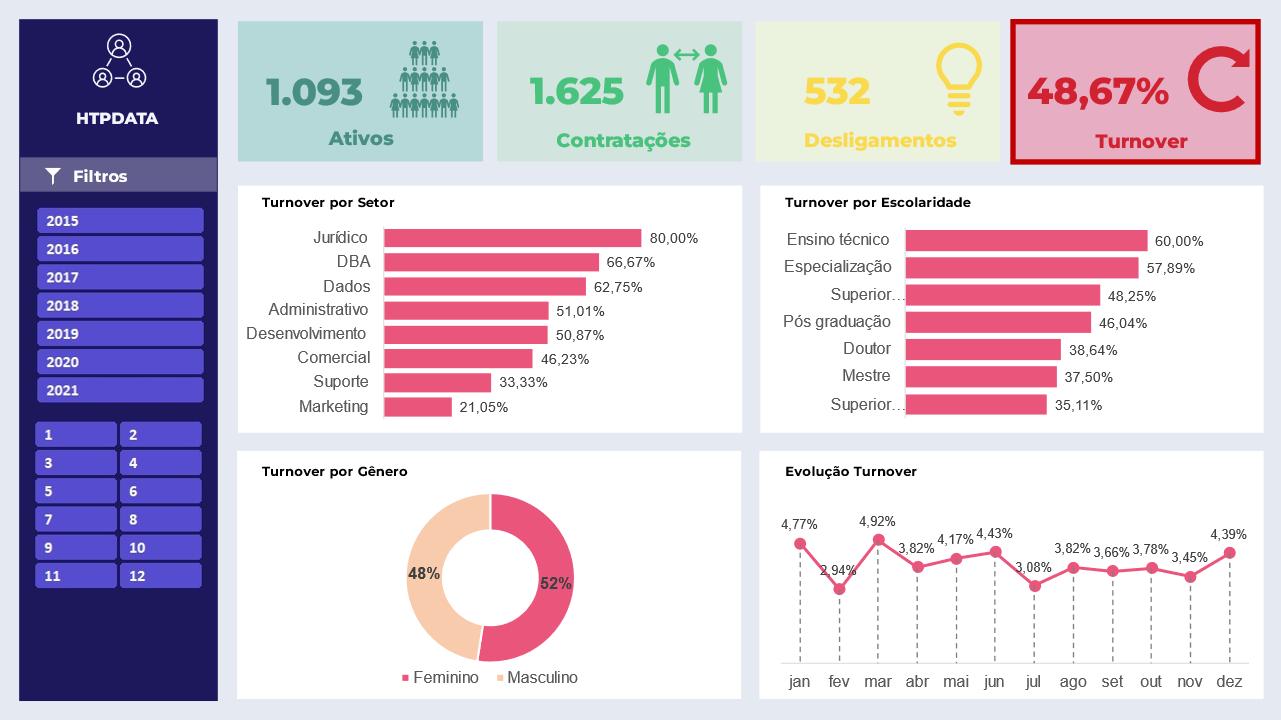 HTPDATA
Filtros
2015
2016
2017
2018
2019
2020
2021
1 2
3 4
5 6
7 8
9 10
11 12
1.093
Ativos
1.625
Contratações
532
Desligamentos
48,67%
Turnover
Turnover por Setor
Jurídico 80,00%
DBA 66,67%
Dados 62,75%
Administrativo 51,01%
Desenvolvimento 50,87%
Comercial 46,23%
Suporte 33,33%
Marketing 21,05%
Turnover por Escolaridade
Ensino técnico 60,00%
Especialização 57,89%
Superior... 48,25%
Pós graduação 46,04%
Doutor 38,64%
Mestre 37,50%
Superior... 35,11%
Turnover por Gênero
48% 52%
Feminino Masculino
Evolução Turnover
4,77% 2,94% 4,92% 3,82% 4,17% 4,43% 3,08% 3,82% 3,66% 3,78% 3,45% 4,39%
jan fev mar abr mai jun jul ago set out nov dez